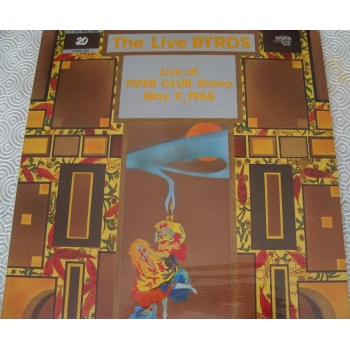 The Live BYRDS
Live at
PIPER CLUB-Roma
May 2, 1968
20